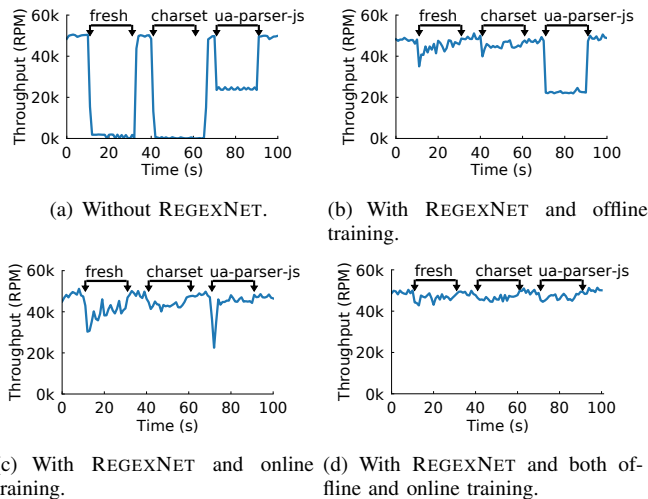 60k
40k
20k
0k
Throughput (RPM)
fresh charset ua-parser-js
0 20 40 60 80 100
Time (s)
(a) Without REGEXNET.
60k
40k
20k
0k
Throughput (RPM)
fresh charset ua-parser-js
0 20 40 60 80 100
Time (s)
(b) With REGEXNET and offline
training.
60k
40k
20k
0k
Throughput (RPM)
fresh charset ua-parser-js
0 20 40 60 80 100
Time (s)
c) With REGEXNET and online
raining.
60k
40k
20k
0k
Throughput (RPM)
fresh charset ua-parser-js
0 20 40 60 80 100
Time (s)
(d) With REGEXNET and both of-
fline and online training.